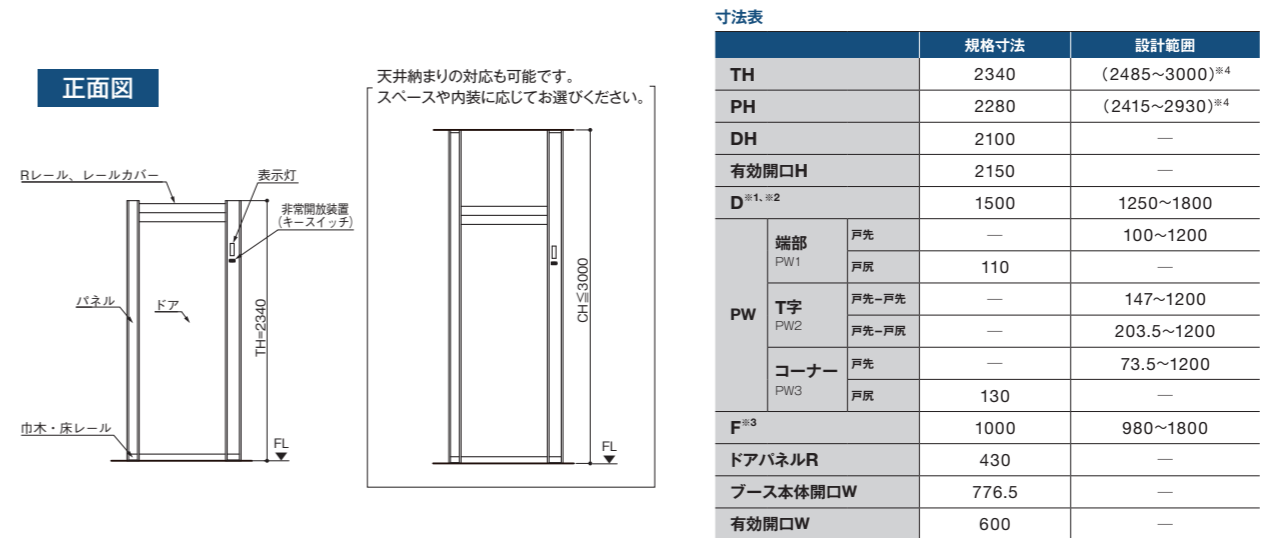 正面図
天井納まりの対応も可能です。
スペースや内装に応じてお選びください。
Rレール、レールカバー
表示灯
非常開放装置
(キースイッチ)
パネル
ドア
TH=2340
巾木・床レール
FL
CH≦3000
FL
寸法表
規格寸法 設計範囲
TH 2340 (2485～3000)※4
PH 2280 (2415～2930)※4
DH 2100 —
有効開口H 2150 —
D※1、※2 1500 1250～1800
PW 端部 PW1 戸先 — 100～1200
戸尻 110 —
T字 PW2 戸先−戸先 — 147～1200
戸先−戸尻 — 203.5～1200
コーナー PW3 戸先 — 73.5～1200
戸尻 130 —
F※3 1000 980～1800
ドアパネルR 430 —
ブース本体開口W 776.5 —
有効開口W 600 —